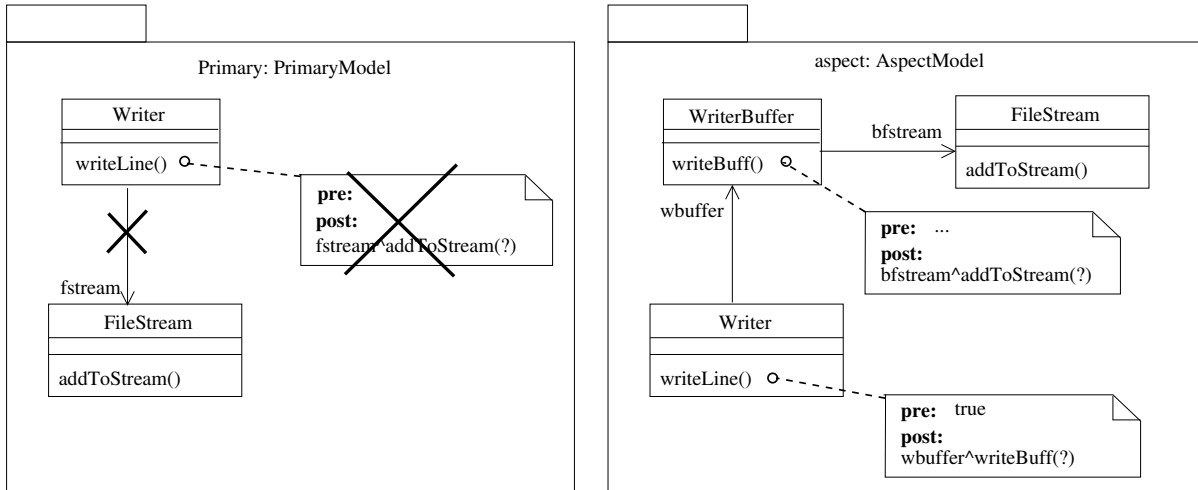 Primary: PrimaryModel
Writer
writeLine()
pre:
post:
fstream^addToStream(?)
fstream
FileStream
addToStream()
aspect: AspectModel
WriterBuffer
writeBuff()
bfstream
FileStream
addToStream()
wbuffer
pre: ...
post:
bfstream^addToStream(?)
Writer
writeLine()
pre: true
post:
wbuffer^writeBuff(?)